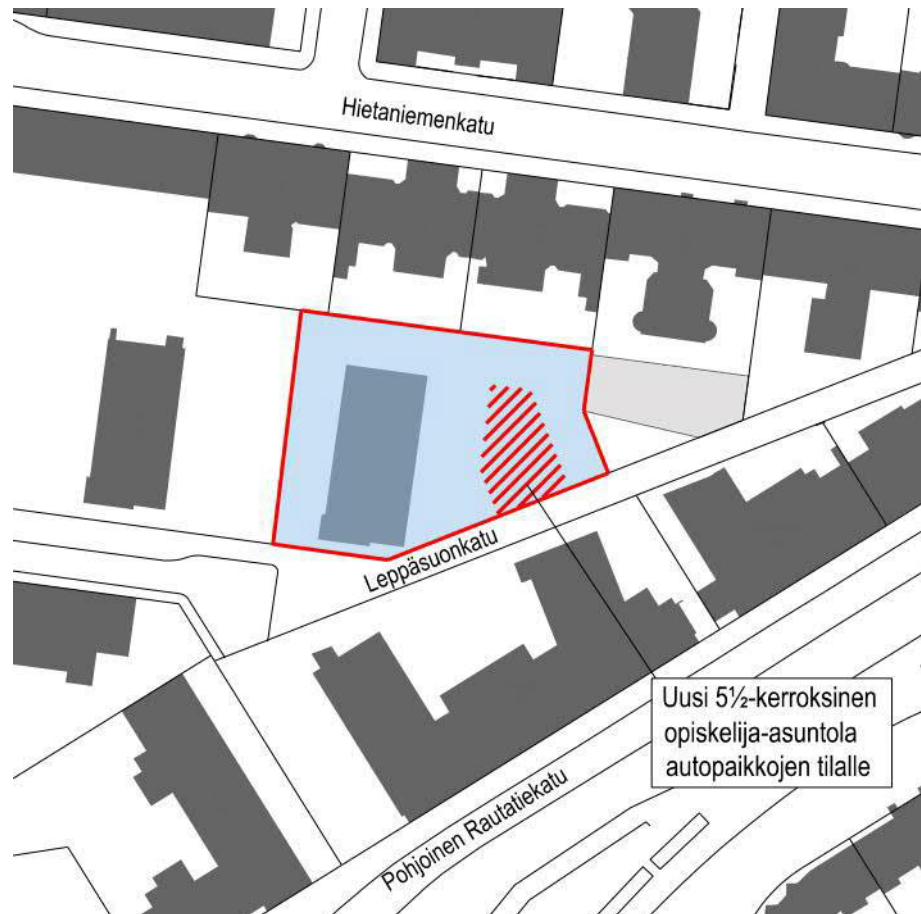 Hietaniemenkatu
Leppäsuonkatu
Uusi 5½-kerroksinen
opiskelija-asuntola
autopaikkojen tilalle
Pohjoinen Rautatiekatu